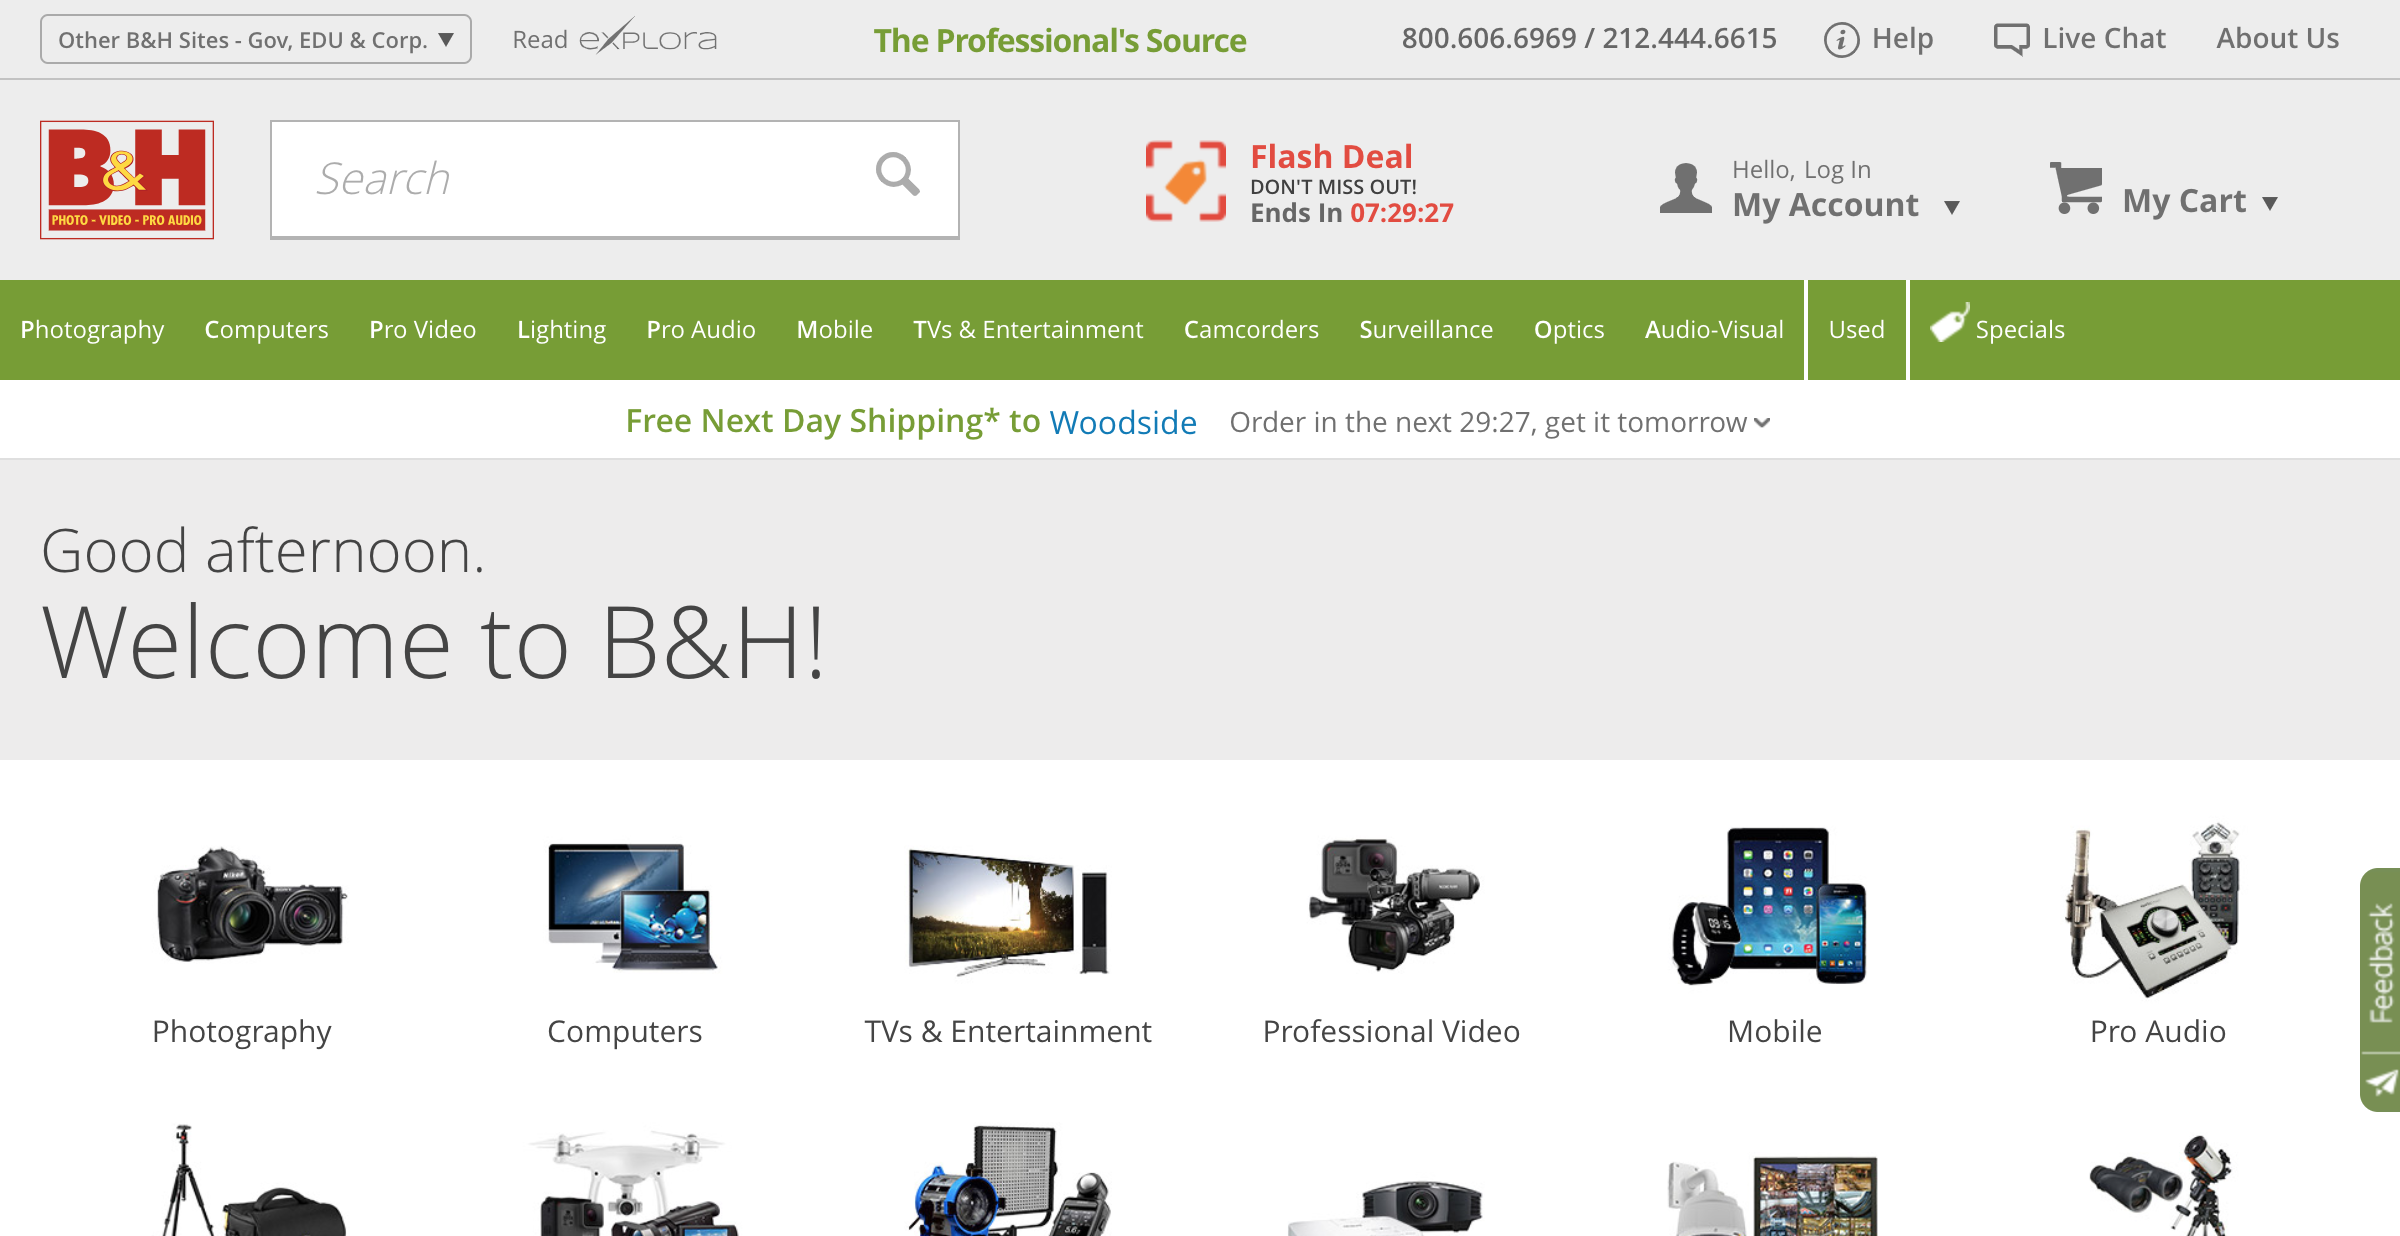 Other B&H Sites - Gov, EDU & Corp. ▼
Read eXPLORA
The Professional's Source
800.606.6969 / 212.444.6615
Help
Live Chat
About Us
B&H
PHOTO - VIDEO - PRO AUDIO
Search
Flash Deal
DON'T MISS OUT!
Ends In 07:29:27
Hello, Log In
My Account ▼
My Cart ▼
Photography
Computers
Pro Video
Lighting
Pro Audio
Mobile
TVs & Entertainment
Camcorders
Surveillance
Optics
Audio-Visual
Used
Specials
Free Next Day Shipping* to Woodside
Order in the next 29:27, get it tomorrow
Good afternoon.
Welcome to B&H!
Nikon
Photography
Computers
TVs & Entertainment
Professional Video
Mobile
Pro Audio
Feedback